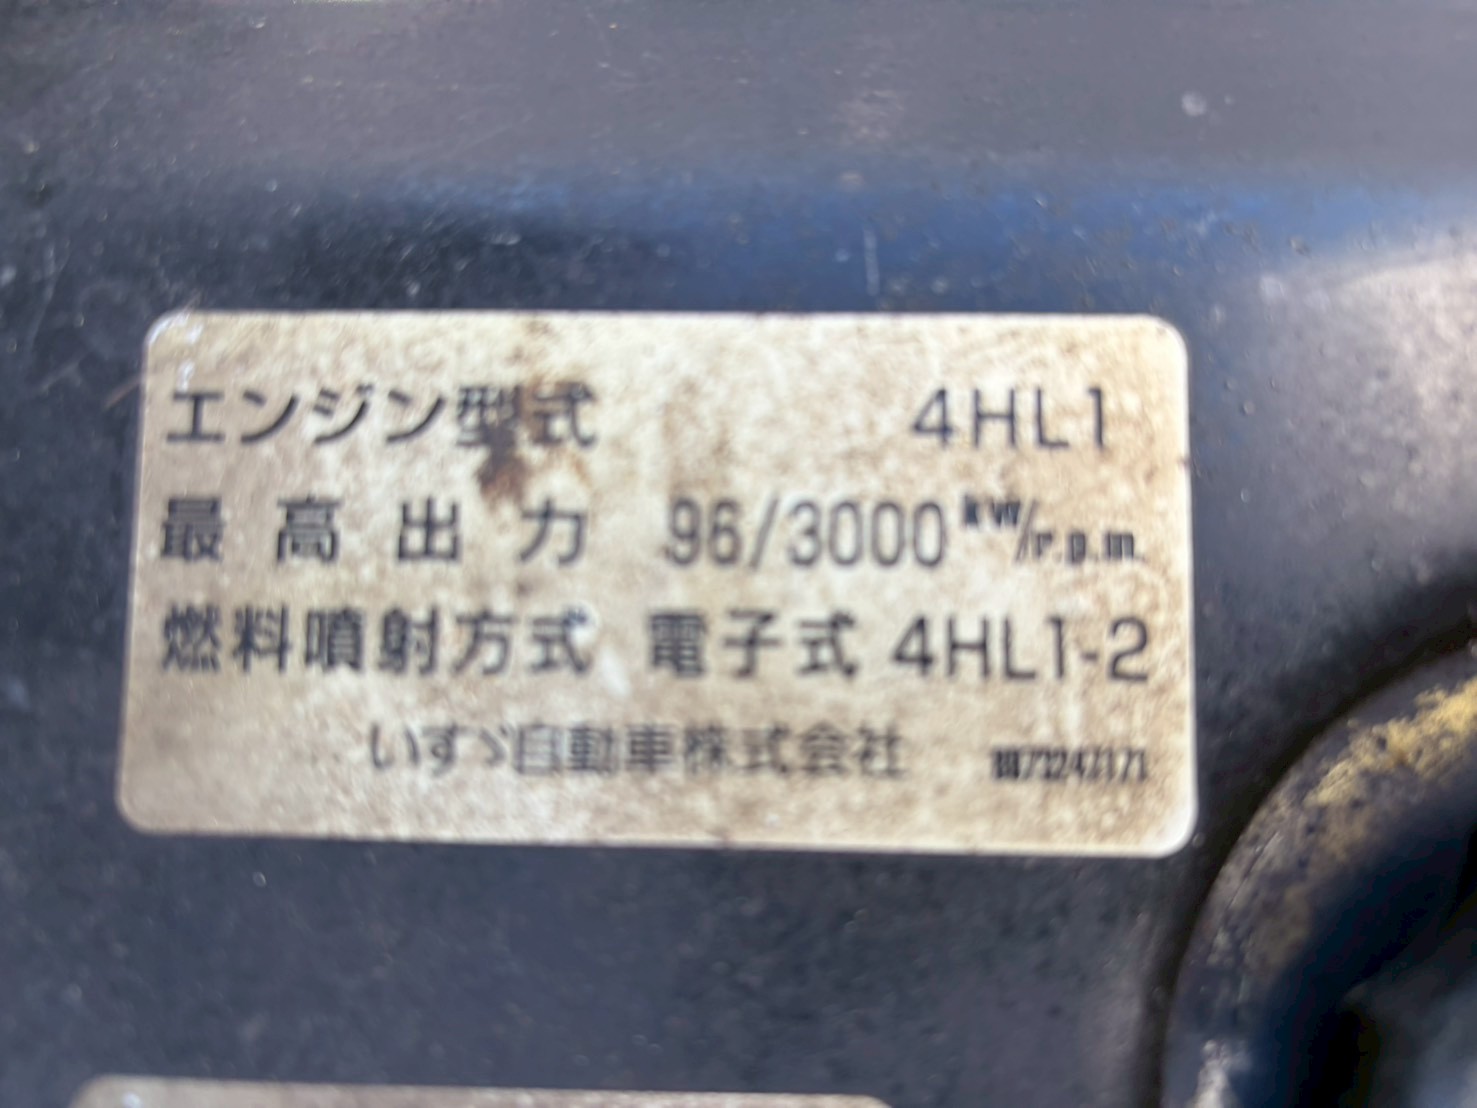 エンジン型式 4HL1
最高出力 96/3000 kW/r.p.m.
燃料噴射方式 電子式 4HL1-2
いすゞ自動車株式会社